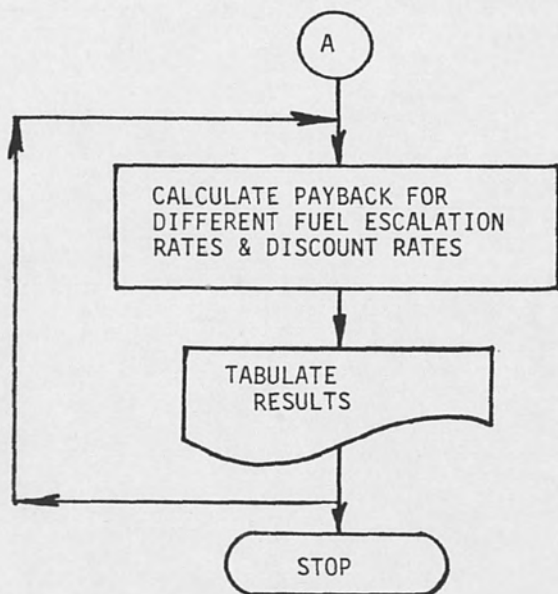 A
CALCULATE PAYBACK FOR
DIFFERENT FUEL ESCALATION
RATES & DISCOUNT RATES
TABULATE
RESULTS
STOP